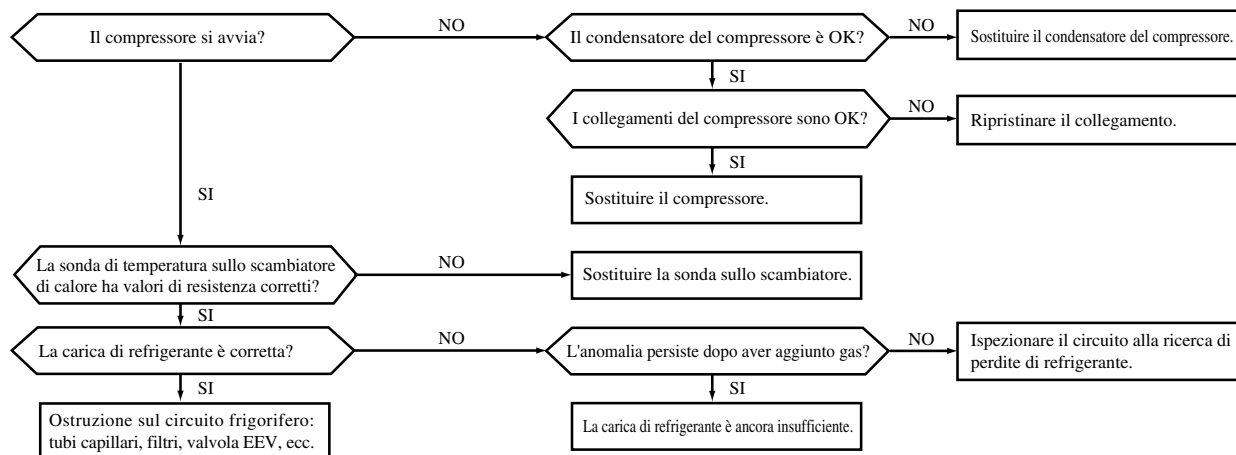 Il compressore si avvia?
NO
Il condensatore del compressore è OK?
NO
Sostituire il condensatore del compressore.
SI
I collegamenti del compressore sono OK?
NO
Ripristinare il collegamento.
SI
Sostituire il compressore.
SI
La sonda di temperatura sullo scambiatore
di calore ha valori di resistenza corretti?
NO
Sostituire la sonda sullo scambiatore.
SI
La carica di refrigerante è corretta?
NO
L'anomalia persiste dopo aver aggiunto gas?
NO
Ispezionare il circuito alla ricerca di
perdite di refrigerante.
SI
Ostruzione sul circuito frigorifero:
tubi capillari, filtri, valvola EEV, ecc.
SI
La carica di refrigerante è ancora insufficiente.